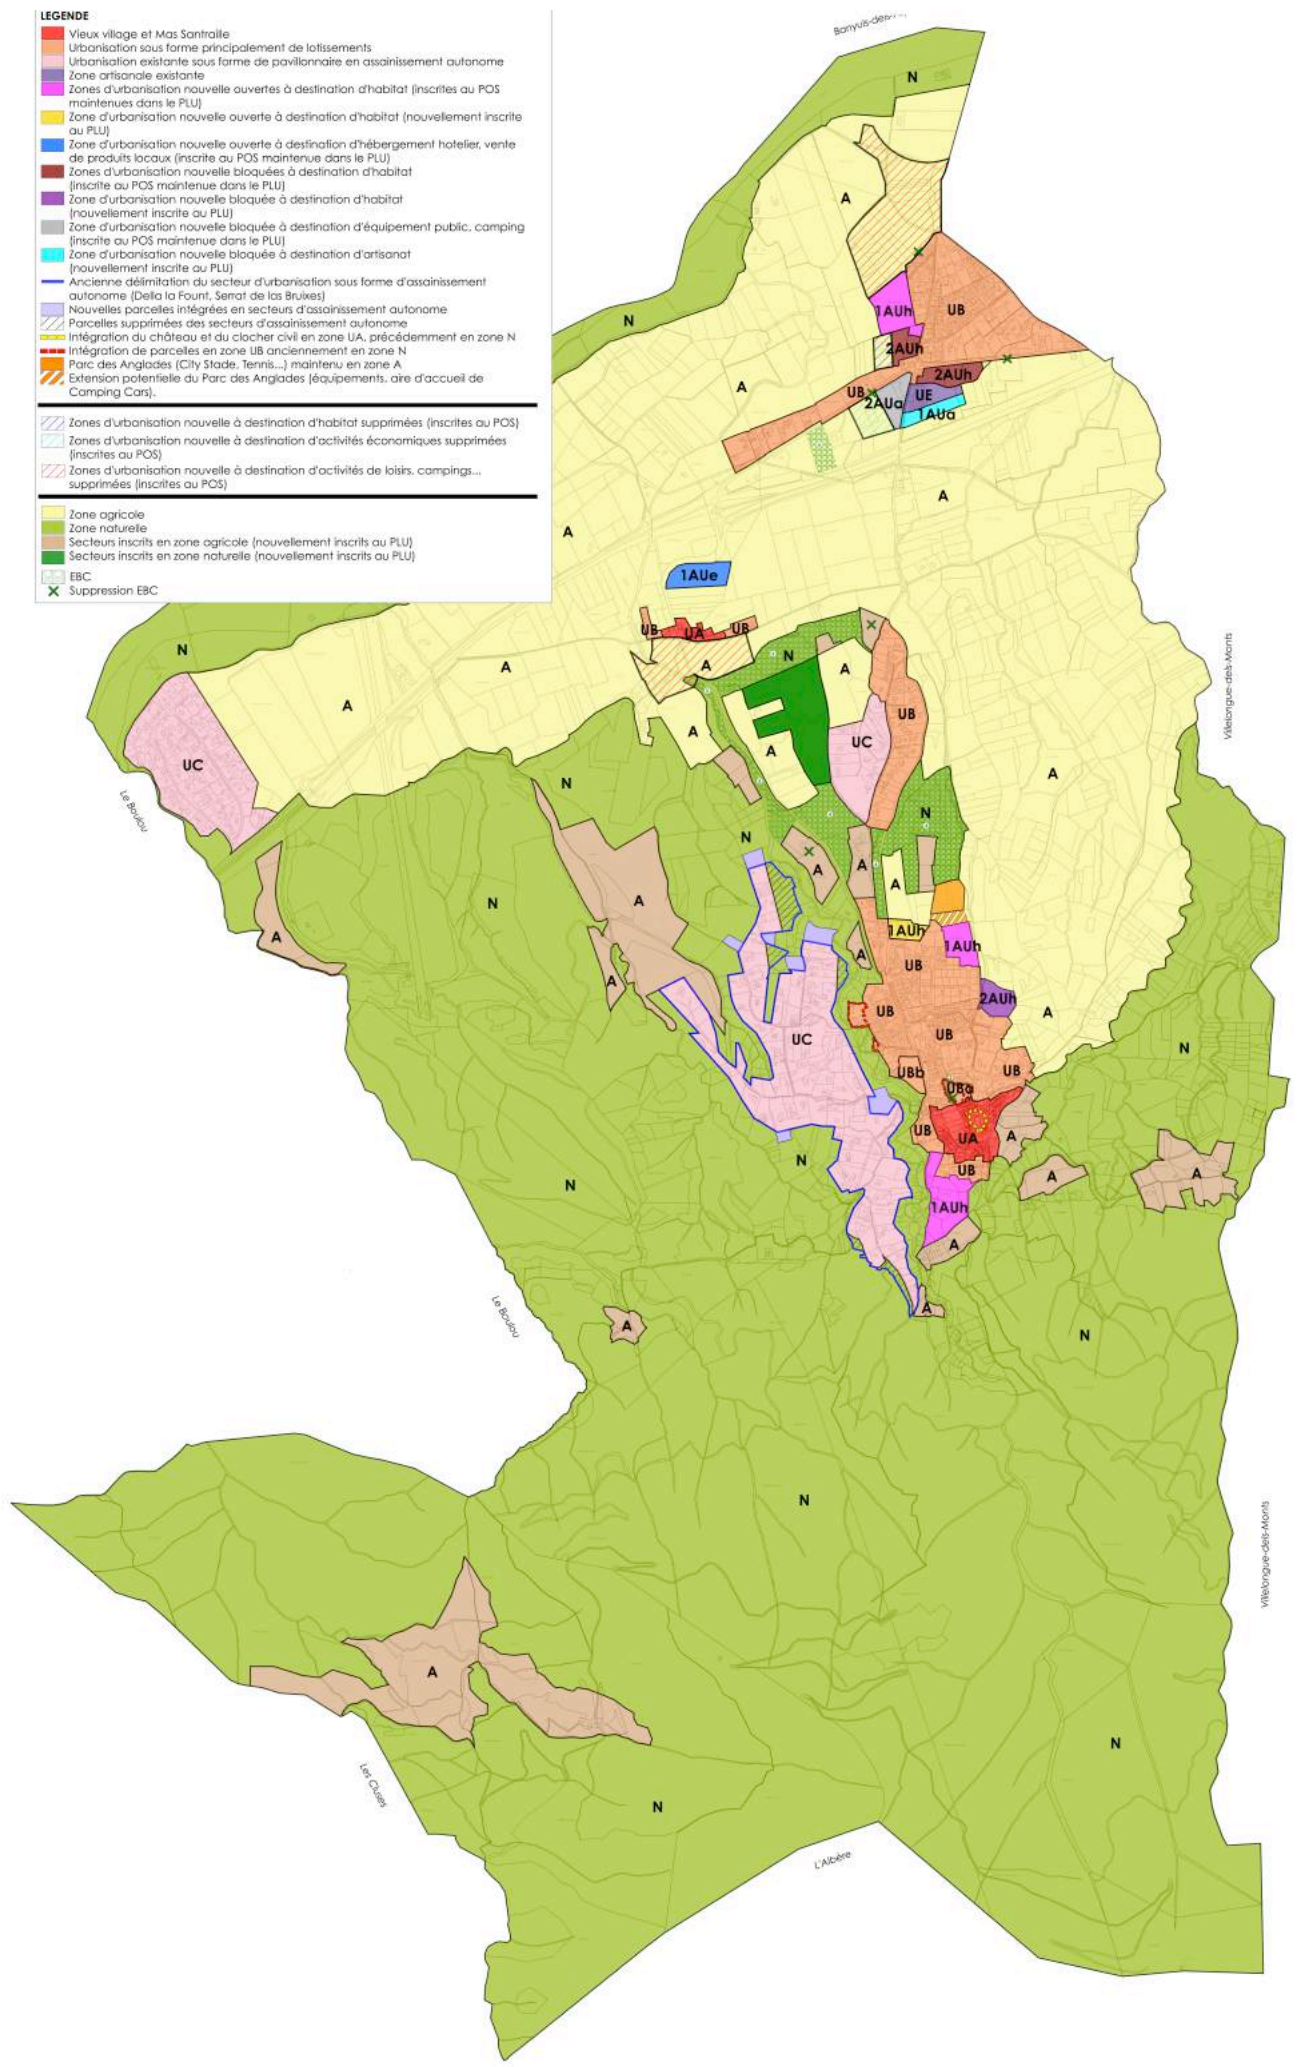 LEGENDE
Vieux village et Mas Santraille
Urbanisation sous forme principalement de lotissements
Urbanisation existante sous forme de pavillonnaire en assainissement autonome
Zone artisanale existante
Zones d'urbanisation nouvelle ouvertes à destination d'habitat (inscrites au POS
maintenues dans le PLU)
Zone d'urbanisation nouvelle ouverte à destination d'habitat (nouvellement inscrite
au PLU)
Zone d'urbanisation nouvelle ouverte à destination d'hébergement hotelier, vente
de produits locaux (inscrite au POS maintenue dans le PLU)
Zones d'urbanisation nouvelle bloquées à destination d'habitat
(inscrite au POS maintenue dans le PLU)
Zone d'urbanisation nouvelle bloquée à destination d'habitat
(nouvellement inscrite au PLU)
Zone d'urbanisation nouvelle bloquée à destination d'équipement public, camping
(inscrite au POS maintenue dans le PLU)
Zone d'urbanisation nouvelle bloquée à destination d'artisanat
(nouvellement inscrite au PLU)
Ancienne délimitation du secteur d'urbanisation sous forme d'assainissement
autonome (Della la Fount, Serrat de las Bruixes)
Nouvelles parcelles intégrées en secteurs d'assainissement autonome
Parcelles supprimées des secteurs d'assainissement autonome
Intégration du château et du clocher civil en zone UA, précédemment en zone N
Intégration de parcelles en zone UB anciennement en zone N
Parc des Anglades (City Stade, Tennis...) maintenu en zone A
Extension potentielle du Parc des Anglades (équipements, aire d'accueil de
Camping Cars).
Zones d'urbanisation nouvelle à destination d'habitat supprimées (inscrites au POS)
Zones d'urbanisation nouvelle à destination d'activités économiques supprimées
(inscrites au POS)
Zones d'urbanisation nouvelle à destination d'activités de loisirs, campings...
supprimées (inscrites au POS)
Zone agricole
Zone naturelle
Secteurs inscrits en zone agricole (nouvellement inscrits au PLU)
Secteurs inscrits en zone naturelle (nouvellement inscrits au PLU)
EBC
Suppression EBC
N
A
1AUh
UB
N
2AUh
2AUh
A
UB
UE
2AUa
1AUa
A
A
1AUe
UB
UA
UB
N
N
A
A
A
A
UB
A
A
UC
UC
A
A
Villelongue-dels-Monts
Le Boulou
N
N
N
A
A
A
N
A
A
1AUh
1AUh
A
UB
A
2AUh
UB
A
UC
UB
N
UBb
UB
UBa
UB
UA
A
N
UB
A
A
N
1AUh
A
A
Le Boulou
A
N
N
Villelongue-dels-Monts
A
N
Les Cluses
N
L'Albère